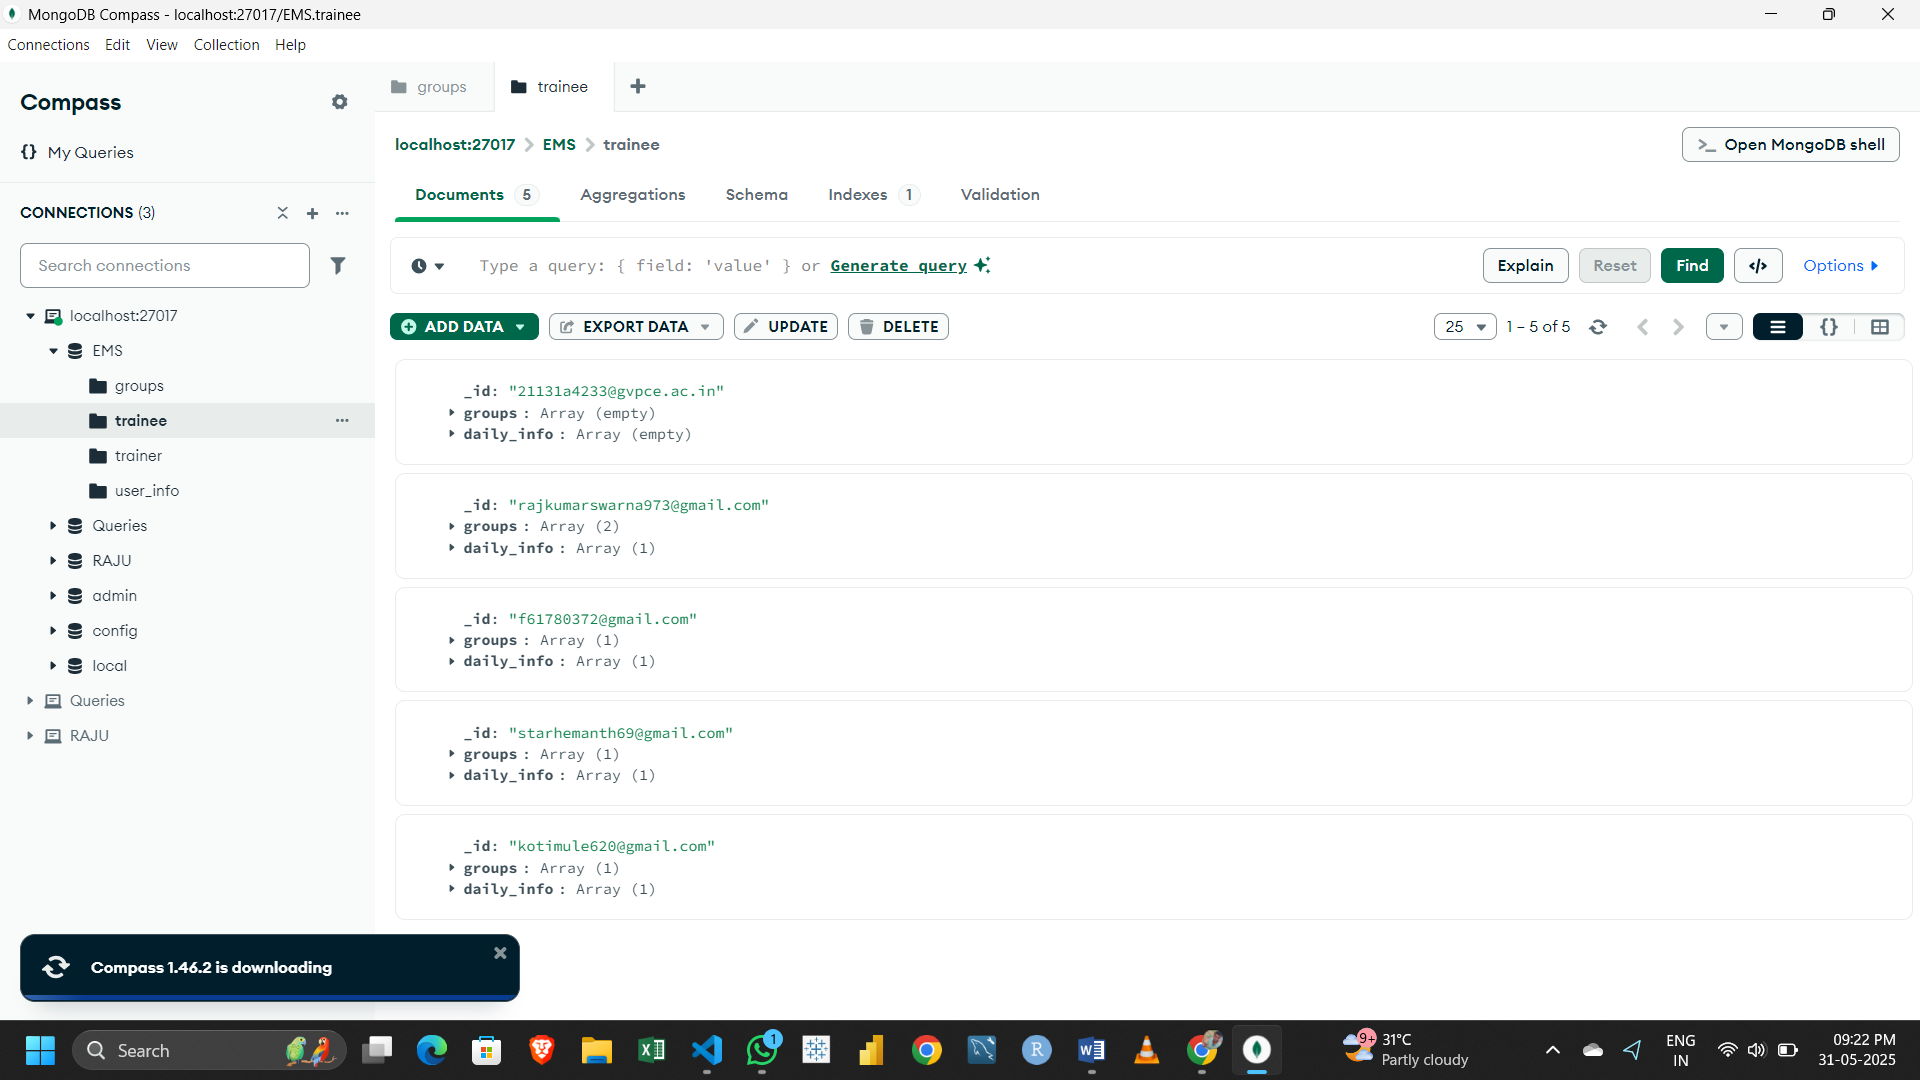 MongoDB Compass - localhost:27017/EMS.trainee
Connections Edit View Collection Help
Compass
{} My Queries
CONNECTIONS (3)
Search connections
localhost:27017
EMS
groups
trainee
trainer
user_info
Queries
RAJU
admin
config
local
Queries
RAJU
groups
trainee
localhost:27017 > EMS > trainee
>_ Open MongoDB shell
Documents 5 Aggregations Schema Indexes 1 Validation
Type a query: { field: 'value' } or Generate query
Explain Reset Find </> Options
ADD DATA EXPORT DATA UPDATE DELETE
25 1 – 5 of 5 {}
_id: "21131a4233@gvpce.ac.in"
groups : Array (empty)
daily_info : Array (empty)
_id: "rajkumarswarna973@gmail.com"
groups : Array (2)
daily_info : Array (1)
_id: "f61780372@gmail.com"
groups : Array (1)
daily_info : Array (1)
_id: "starhemanth69@gmail.com"
groups : Array (1)
daily_info : Array (1)
_id: "kotimule620@gmail.com"
groups : Array (1)
daily_info : Array (1)
Compass 1.46.2 is downloading
Search
1
R
9+
31°C
Partly cloudy
ENG
IN
09:22 PM
31-05-2025